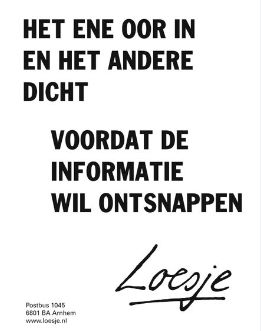 HET ENE OOR IN
EN HET ANDERE
DICHT
VOORDAT DE
INFORMATIE
WIL ONTSNAPPEN
Loesje
Postbus 1045
6801 BA Arnhem
www.loesje.nl